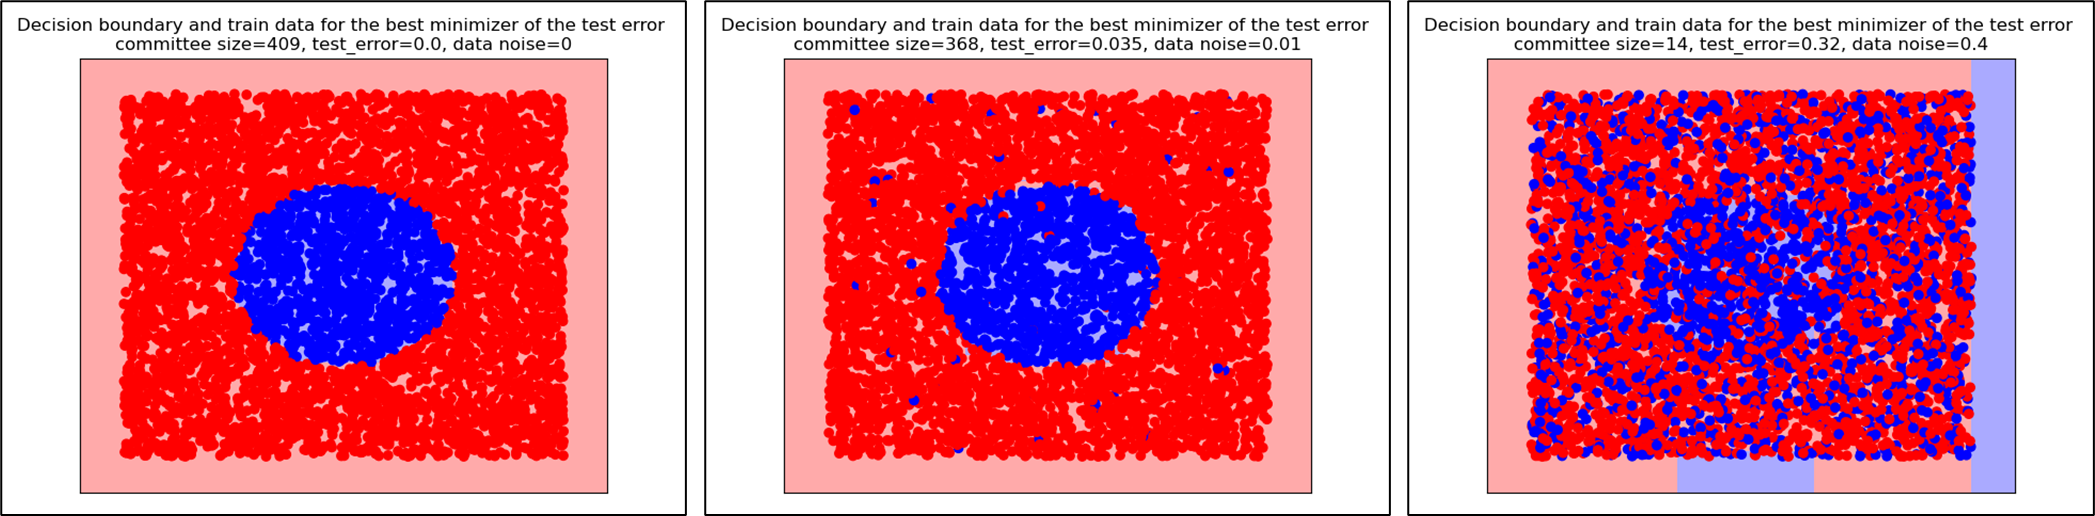 Decision boundary and train data for the best minimizer of the test error
committee size=409, test_error=0.0, data noise=0
Decision boundary and train data for the best minimizer of the test error
committee size=368, test_error=0.035, data noise=0.01
Decision boundary and train data for the best minimizer of the test error
committee size=14, test_error=0.32, data noise=0.4